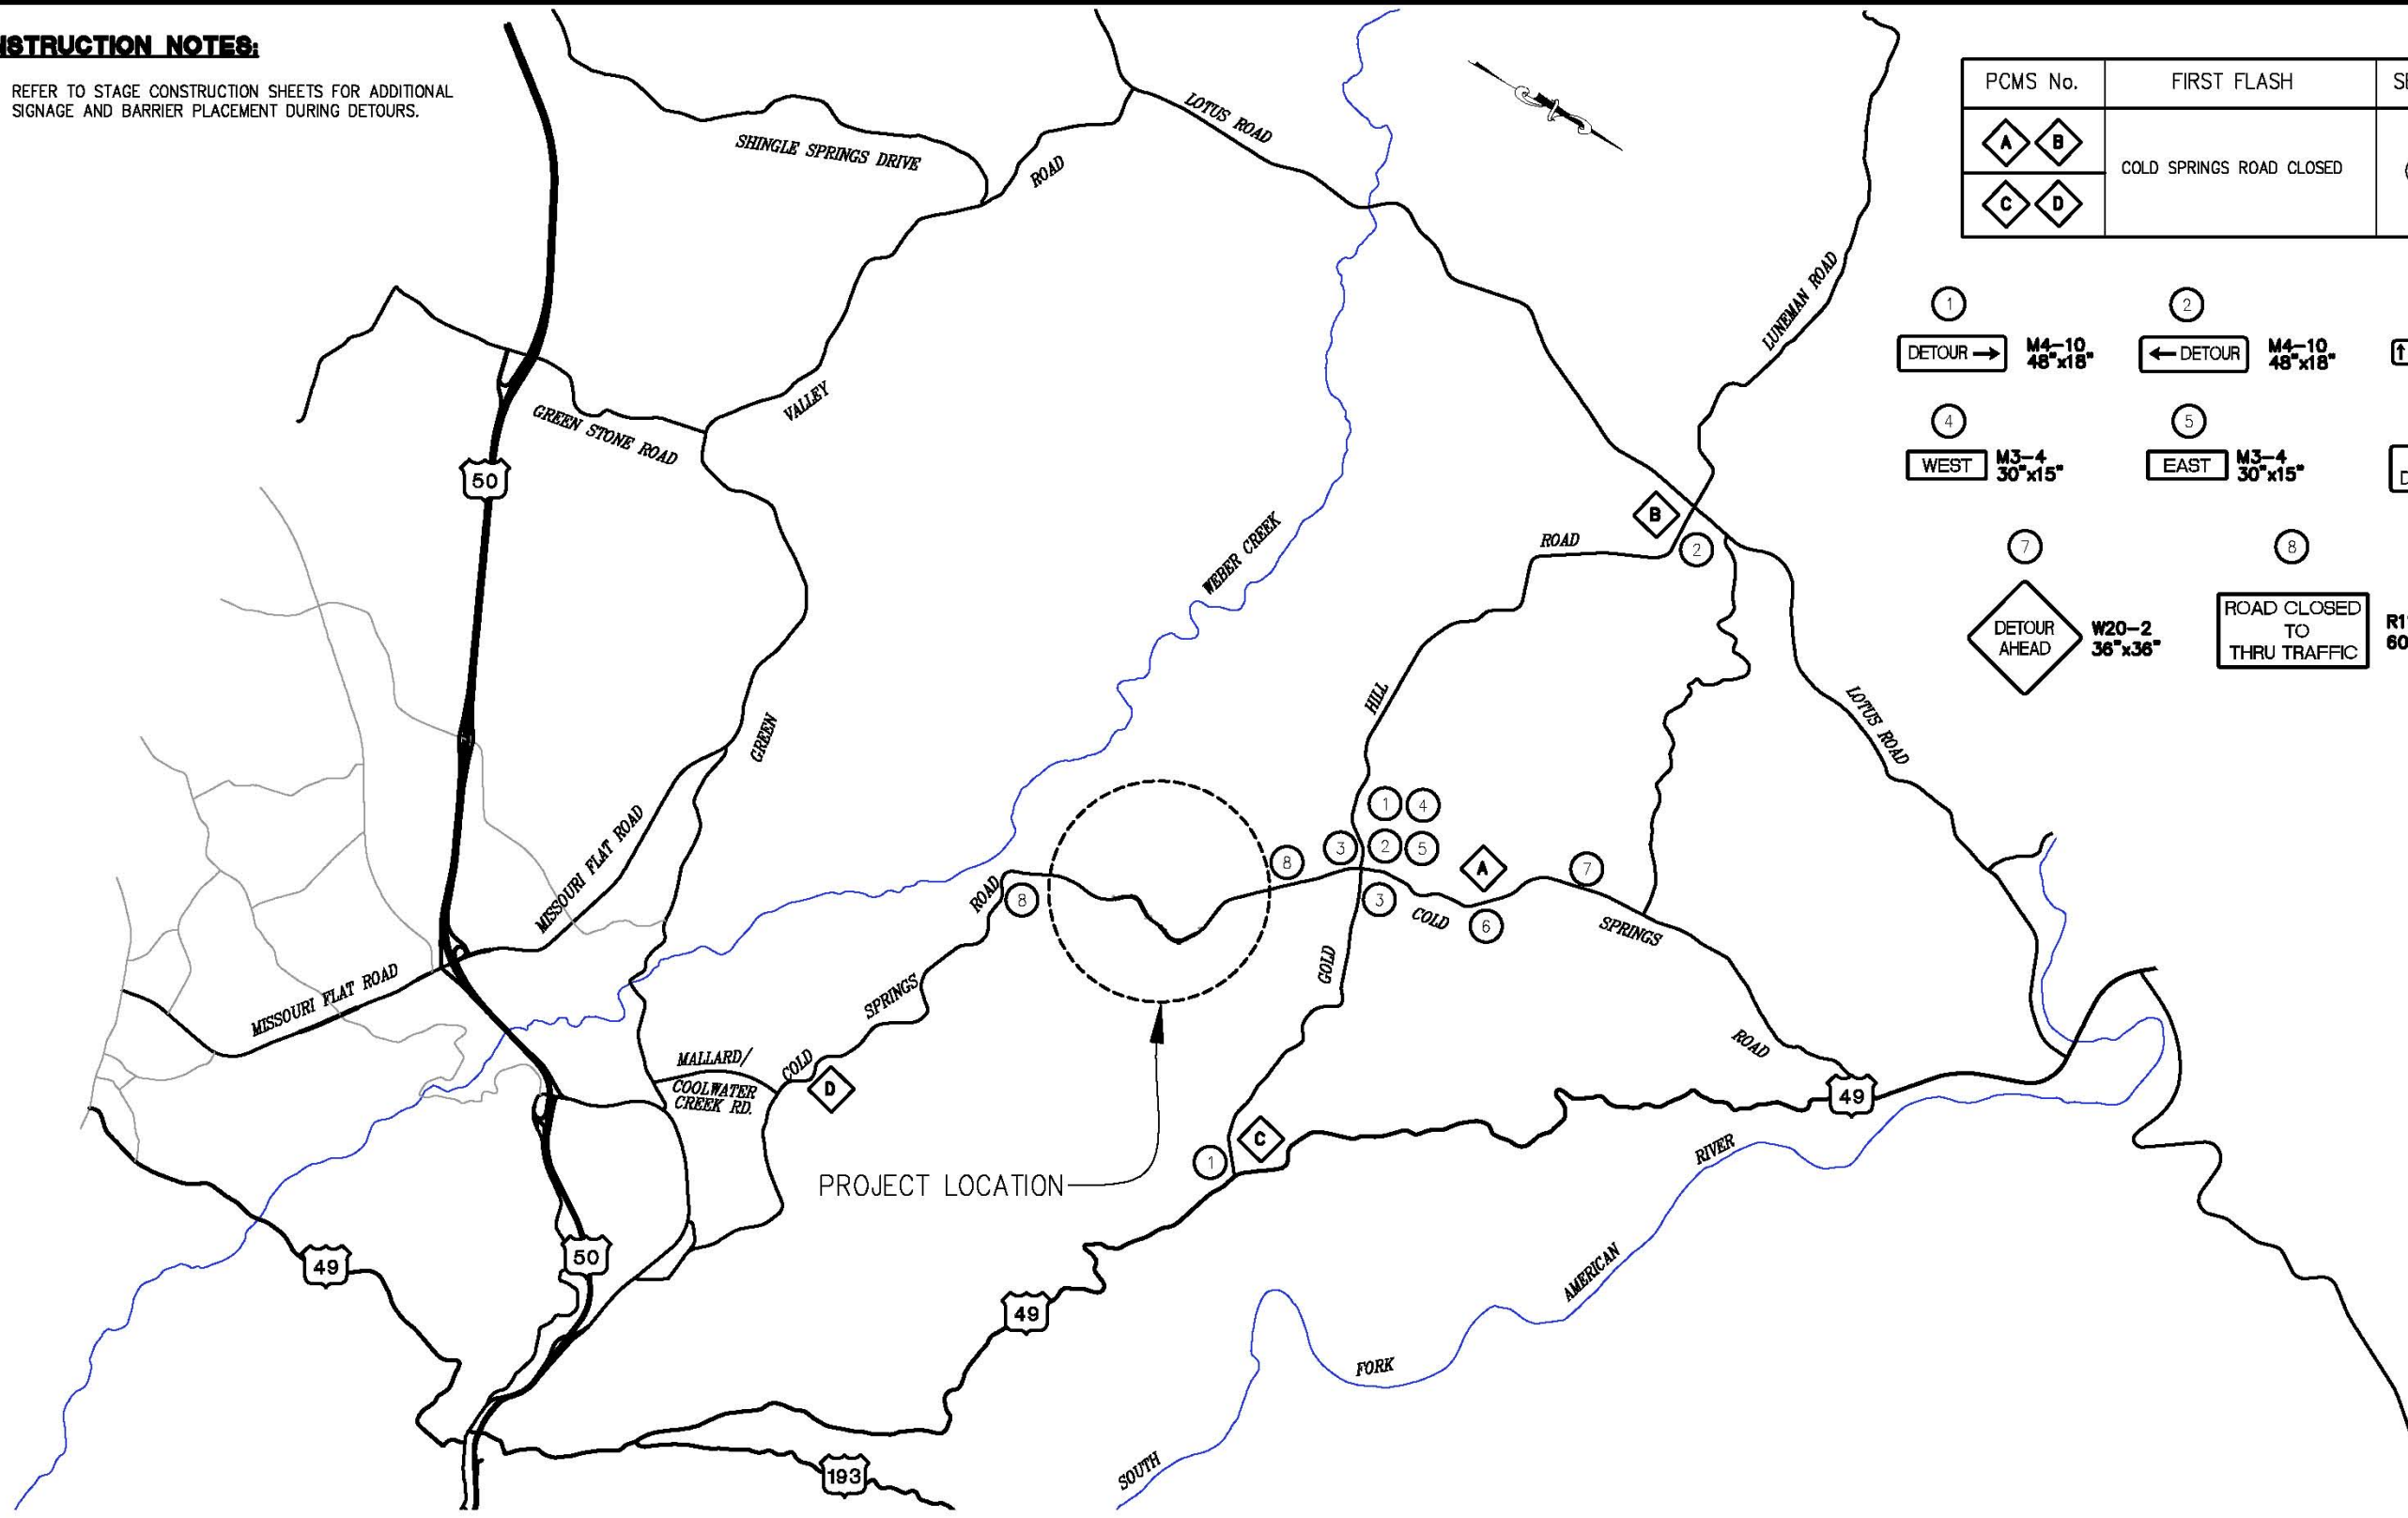 NSTRUCTION NOTES:
REFER TO STAGE CONSTRUCTION SHEETS FOR ADDITIONAL
SIGNAGE AND BARRIER PLACEMENT DURING DETOURS.
PCMS No.
FIRST FLASH
A
B
COLD SPRINGS ROAD CLOSED
C
D
1
2
DETOUR →
M4-10
48"x18"
← DETOUR
M4-10
48"x18"
↑
4
5
WEST
M3-4
30"x15"
EAST
M3-4
30"x15"
D
7
8
DETOUR
AHEAD
W20-2
36"x36"
ROAD CLOSED
TO
THRU TRAFFIC
R1
60
LOTUS ROAD
SHINGLE SPRINGS DRIVE
ROAD
LUNEMAN ROAD
VALLEY
GREEN STONE ROAD
50
B
2
ROAD
WEBER CREEK
HILL
LOTUS ROAD
GREEN
MISSOURI FLAT ROAD
1
4
3
2
5
8
A
7
ROAD
8
3
COLD
6
SPRINGS
GOLD
MISSOURI FLAT ROAD
SPRINGS
ROAD
MALLARD/
COOLWATER
CREEK RD.
COLD
D
49
C
1
RIVER
PROJECT LOCATION
49
50
49
AMERICAN
FORK
SOUTH
193